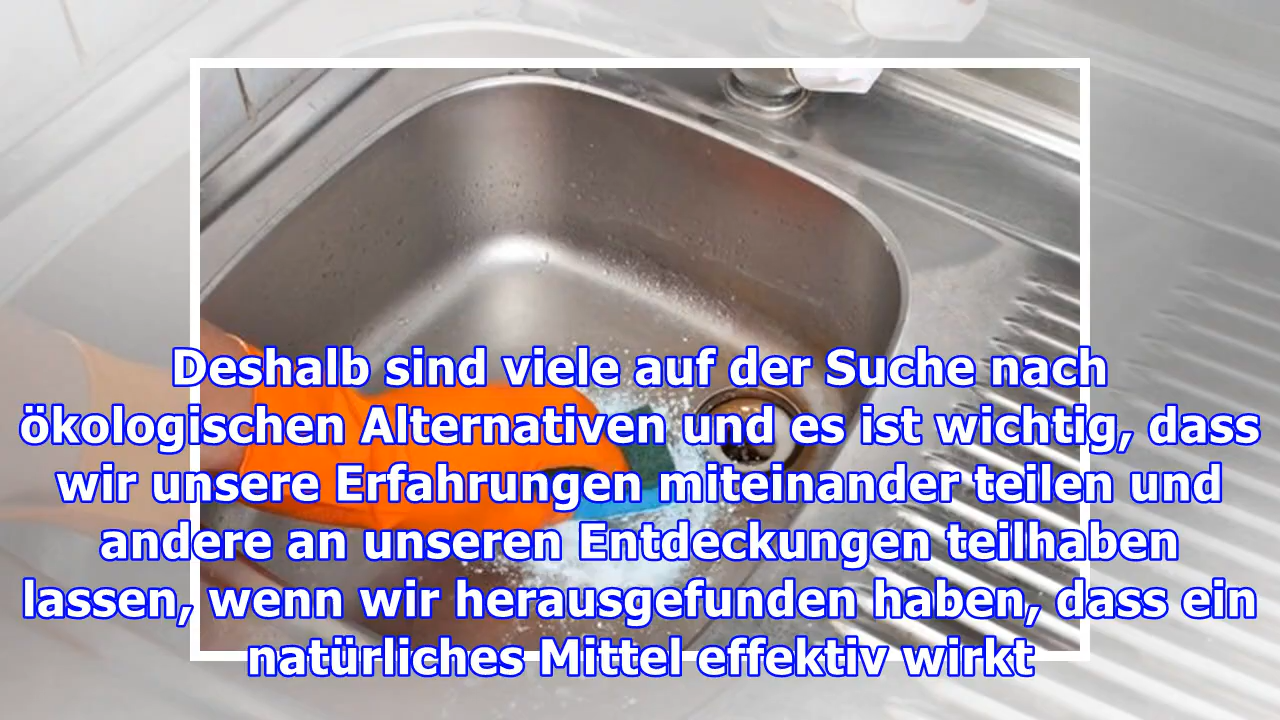 Deshalb sind viele auf der Suche nach
ökologischen Alternativen und es ist wichtig, dass
wir unsere Erfahrungen miteinander teilen und
andere an unseren Entdeckungen teilhaben
lassen, wenn wir herausgefunden haben, dass ein
natürliches Mittel effektiv wirkt